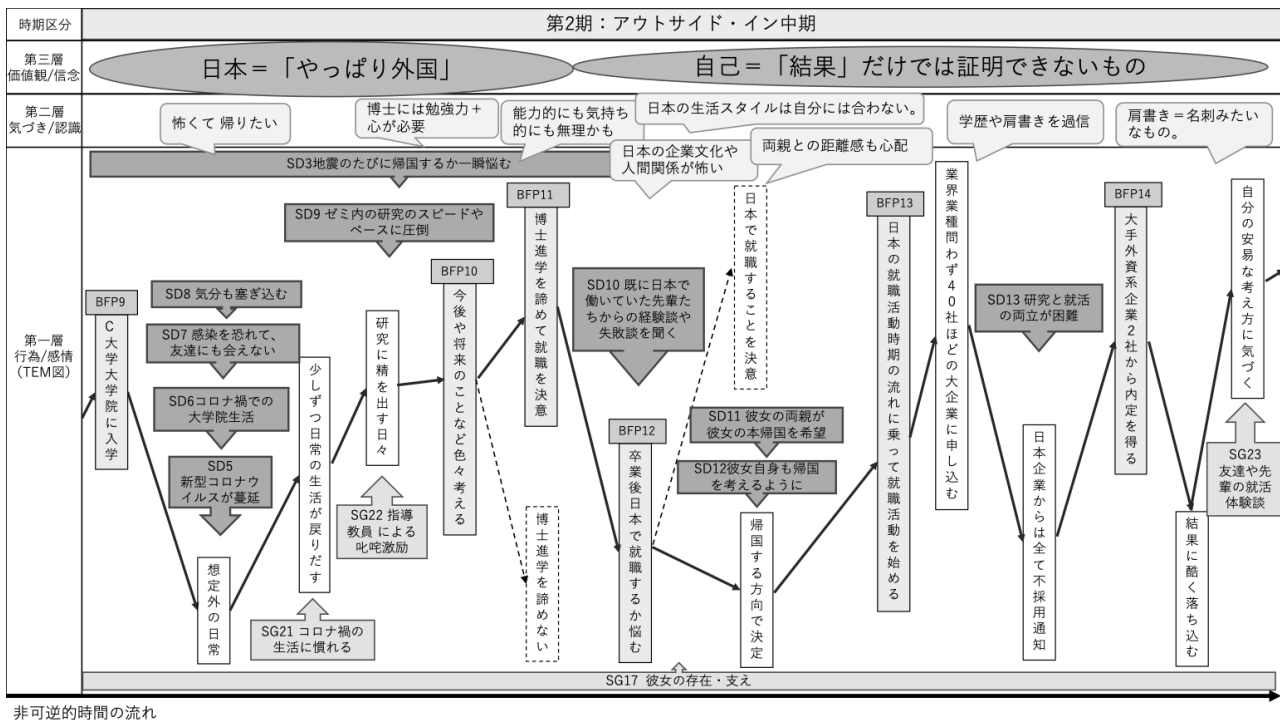 時期区分
第2期：アウトサイド・イン中期
第三層
価値観/信念
日本＝「やっぱり外国」
自己＝「結果」だけでは証明できないもの
第二層
気づき/認識
怖くて 帰りたい
博士には勉強力＋
心が必要
能力的にも気持ち
的にも無理かも
日本の生活スタイルは自分には合わない。
日本の企業文化や
人間関係が怖い
両親との距離感も心配
学歴や肩書きを過信
肩書き＝名刺みたい
なもの。
第一層
行為/感情
（TEM図）
SD3地震のたびに帰国するか一瞬悩む
BFP9
C大学大学院に入学
SD8 気分も塞ぎ込む
SD7 感染を恐れて、
友達にも会えない
SD6コロナ禍での
大学院生活
SD5
新型コロナウ
イルスが蔓延
想定外の日常
少しずつ日常の生活が戻りだす
SG21 コロナ禍の
生活に慣れる
SD9 ゼミ内の研究のスピードや
ペースに圧倒
研究に精を出す日々
SG22 指導
教員 による
叱咤激励
BFP10
今後や将来のことなど色々考える
BFP11
博士進学を諦めて就職を決意
博士進学を諦めない
SD10 既に日本で
働いていた先輩た
ちからの経験談や
失敗談を聞く
BFP12
卒業後日本で就職するか悩む
日本で就職することを決意
SD11 彼女の両親が
彼女の本帰国を希望
SD12彼女自身も帰国
を考えるように
帰国する方向で決定
BFP13
日本の就職活動時期の流れに乗って就職活動を始める
業界業種問わず40社ほどの大企業に申し込む
SD13 研究と就活
の両立が困難
日本企業からは全て不採用通知
BFP14
大手外資系企業2社から内定を得る
結果に酷く落ち込む
自分の安易な考え方に気づく
SG23
友達や先
輩の就活
体験談
SG17 彼女の存在・支え
非可逆的時間の流れ